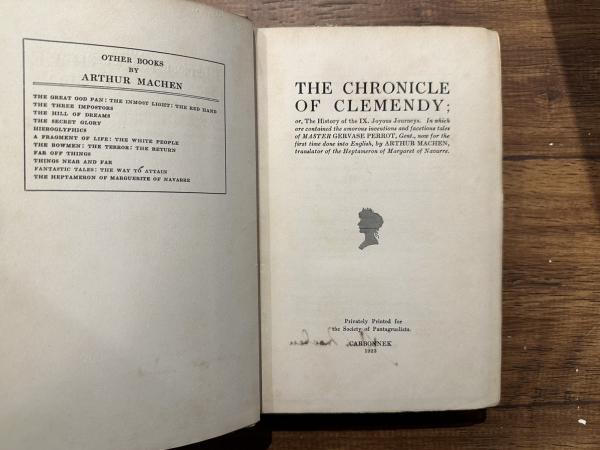 OTHER BOOKS
BY
ARTHUR MACHEN
THE GREAT GOD PAN: THE INMOST LIGHT: THE RED HAND
THE THREE IMPOSTORS
THE HILL OF DREAMS
THE SECRET GLORY
HIEROGLYPHICS
A FRAGMENT OF LIFE: THE WHITE PEOPLE
THE BOWMEN: THE TERROR: THE RETURN
FAR OFF THINGS
THINGS NEAR AND FAR
FANTASTIC TALES: THE WAY TO ATTAIN
THE HEPTAMERON OF MARGUERITE OF NAVARRE
THE CHRONICLE
OF CLEMENDY;
or, The History of the IX. Joyous Journeys. In which
are contained the amorous inventions and facetious tales
of MASTER GERVASE PERROT, Gent., now for the
first time done into English, by ARTHUR MACHEN,
translator of the Heptameron of Margaret of Navarre.
Privately Printed for
the Society of Pantagruelists.
CARBONNEK
1923